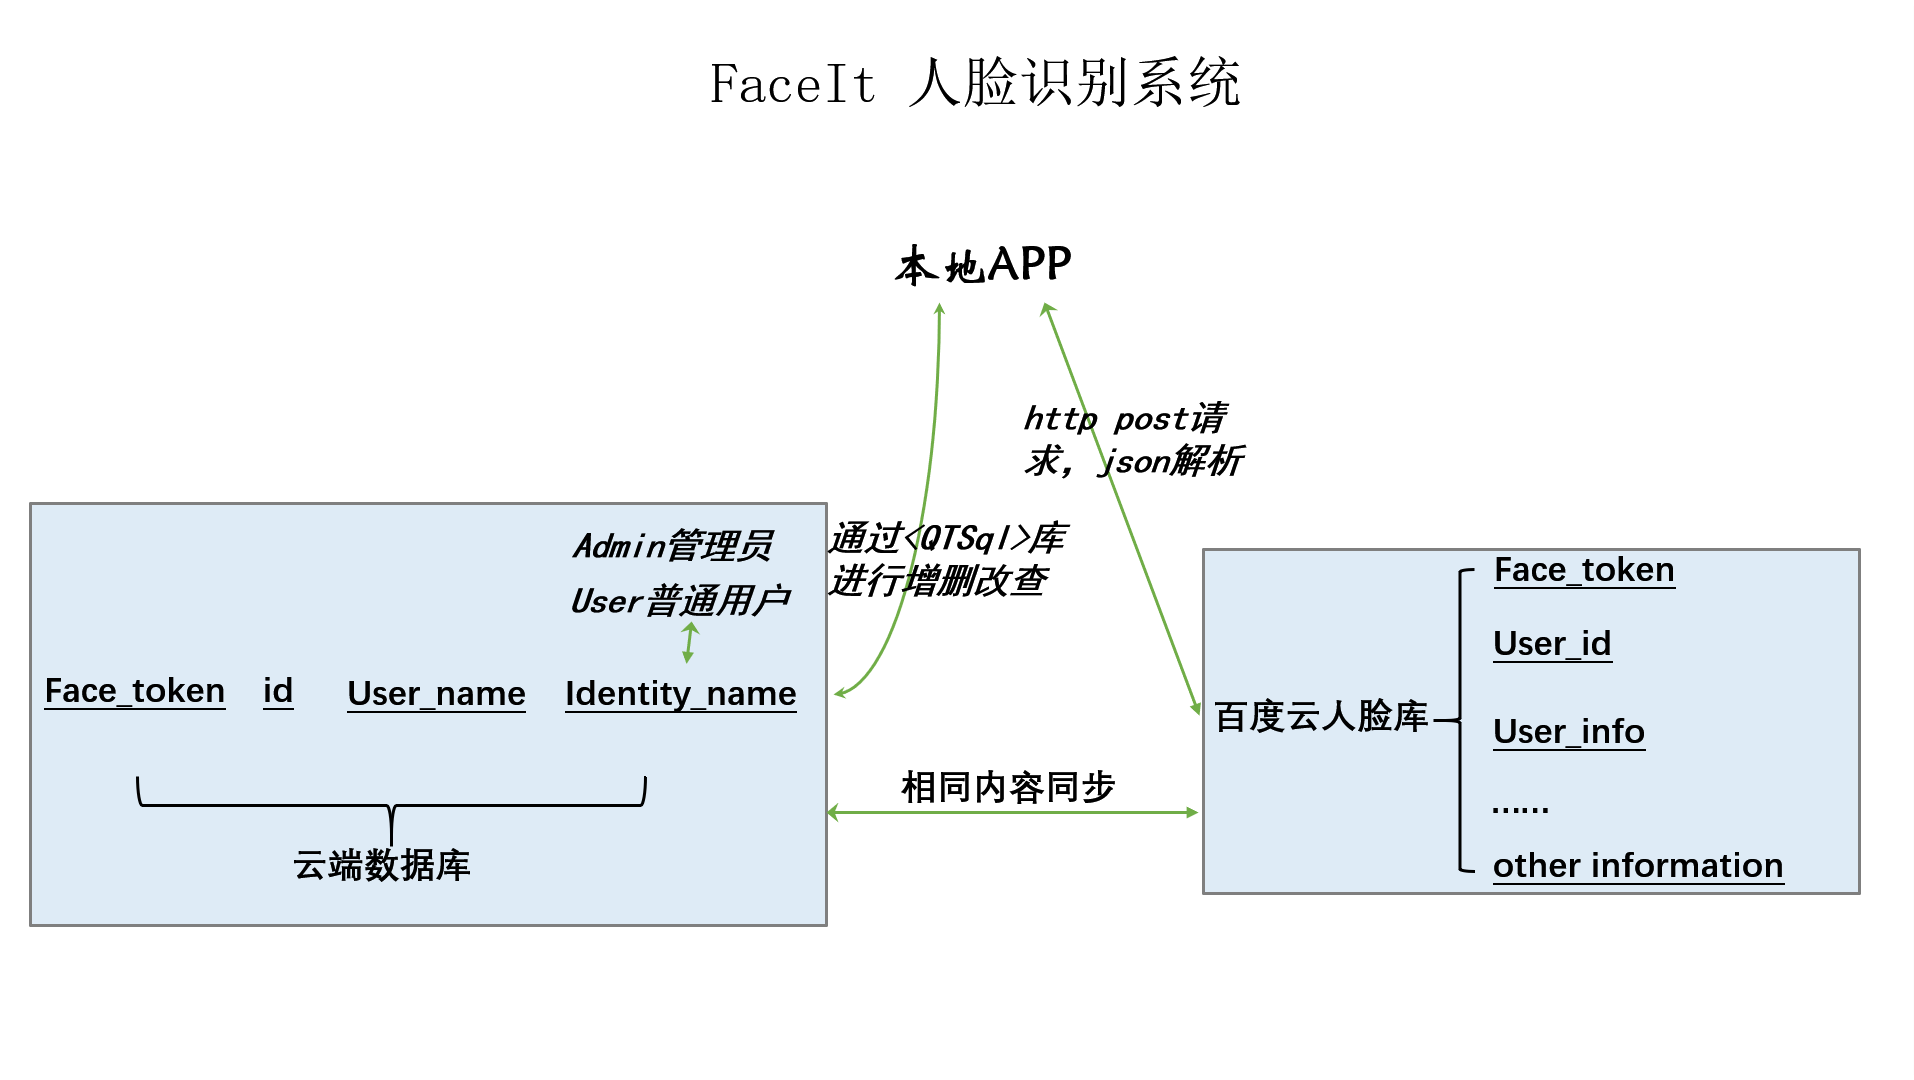 FaceIt 人脸识别系统
本地APP
http post请
求，json解析
Admin管理员
User普通用户
通过<QTSql>库
进行增删改查
Face_token id User_name Identity_name
云端数据库
相同内容同步
百度云人脸库
Face_token
User_id
User_info
......
other information